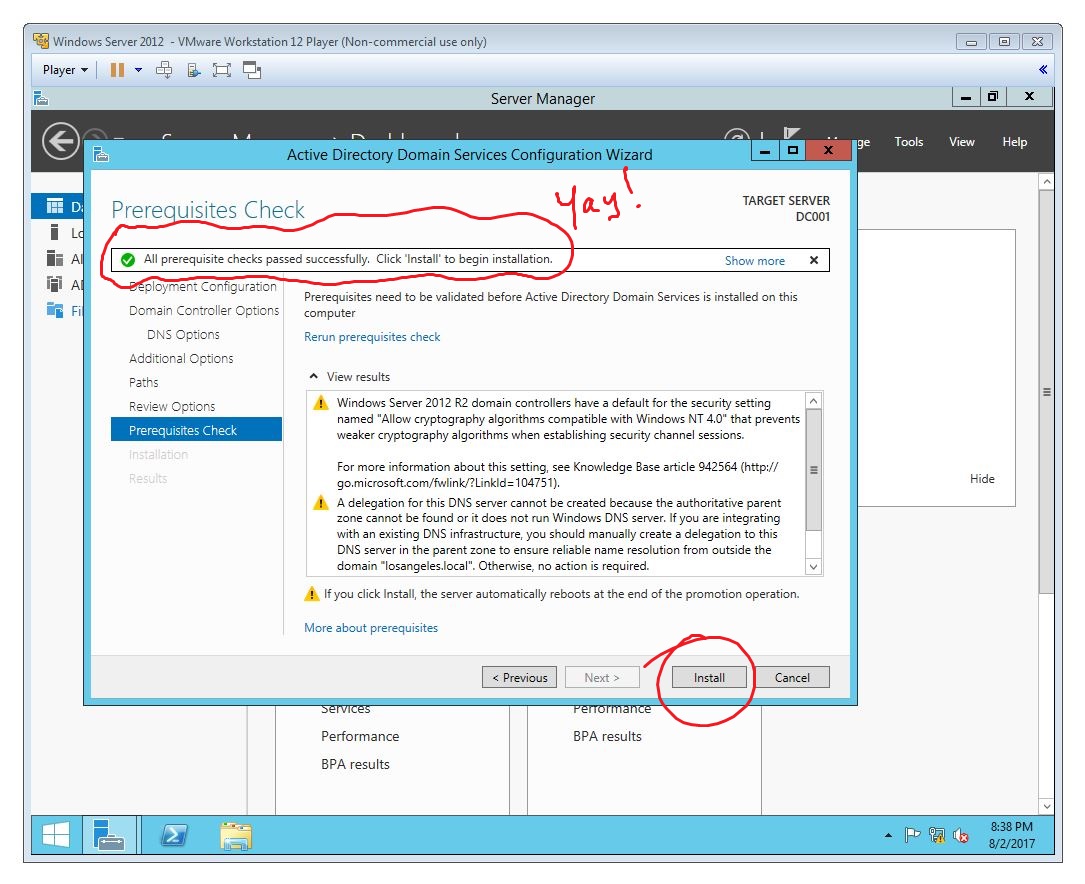 Windows Server 2012 - VMware Workstation 12 Player (Non-commercial use only)
Player
Server Manager
Tools View Help
Active Directory Domain Services Configuration Wizard
Prerequisites Check
Yay!
TARGET SERVER
DC001
All prerequisite checks passed successfully. Click 'Install' to begin installation.
Show more
Deployment Configuration
Domain Controller Options
DNS Options
Additional Options
Paths
Review Options
Prerequisites Check
Installation
Results
Prerequisites need to be validated before Active Directory Domain Services is installed on this
computer
Rerun prerequisites check
View results
Windows Server 2012 R2 domain controllers have a default for the security setting
named "Allow cryptography algorithms compatible with Windows NT 4.0" that prevents
weaker cryptography algorithms when establishing security channel sessions.
For more information about this setting, see Knowledge Base article 942564 (http://
go.microsoft.com/fwlink/?LinkId=104751).
A delegation for this DNS server cannot be created because the authoritative parent
zone cannot be found or it does not run Windows DNS server. If you are integrating
with an existing DNS infrastructure, you should manually create a delegation to this
DNS server in the parent zone to ensure reliable name resolution from outside the
domain "losangeles.local". Otherwise, no action is required.
If you click Install, the server automatically reboots at the end of the promotion operation.
More about prerequisites
< Previous
Next >
Install
Cancel
Hide
Services
Performance
BPA results
Performance
BPA results
8:38 PM
8/2/2017